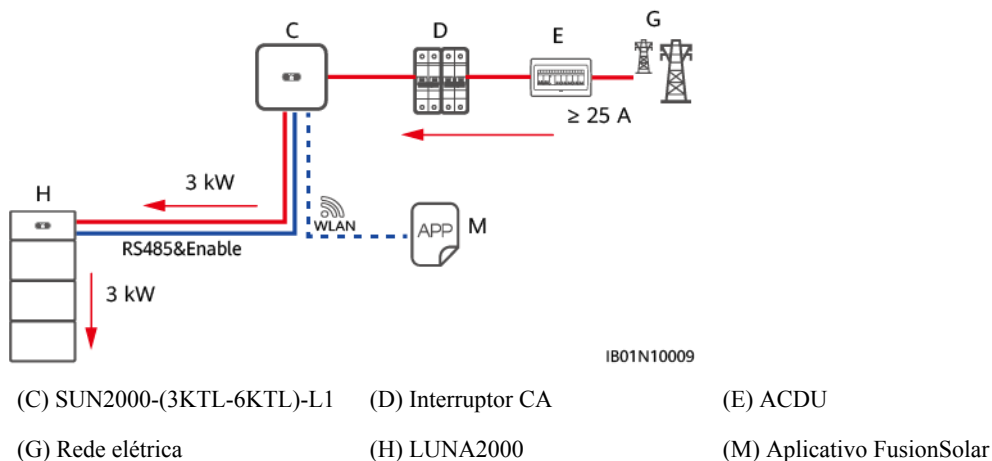 C
D
E
G
≥ 25 A
H
3 kW
WLAN
APP
M
RS485&Enable
3 kW
IB01N10009
(C) SUN2000-(3KTL-6KTL)-L1 (D) Interruptor CA (E) ACDU
(G) Rede elétrica (H) LUNA2000 (M) Aplicativo FusionSolar